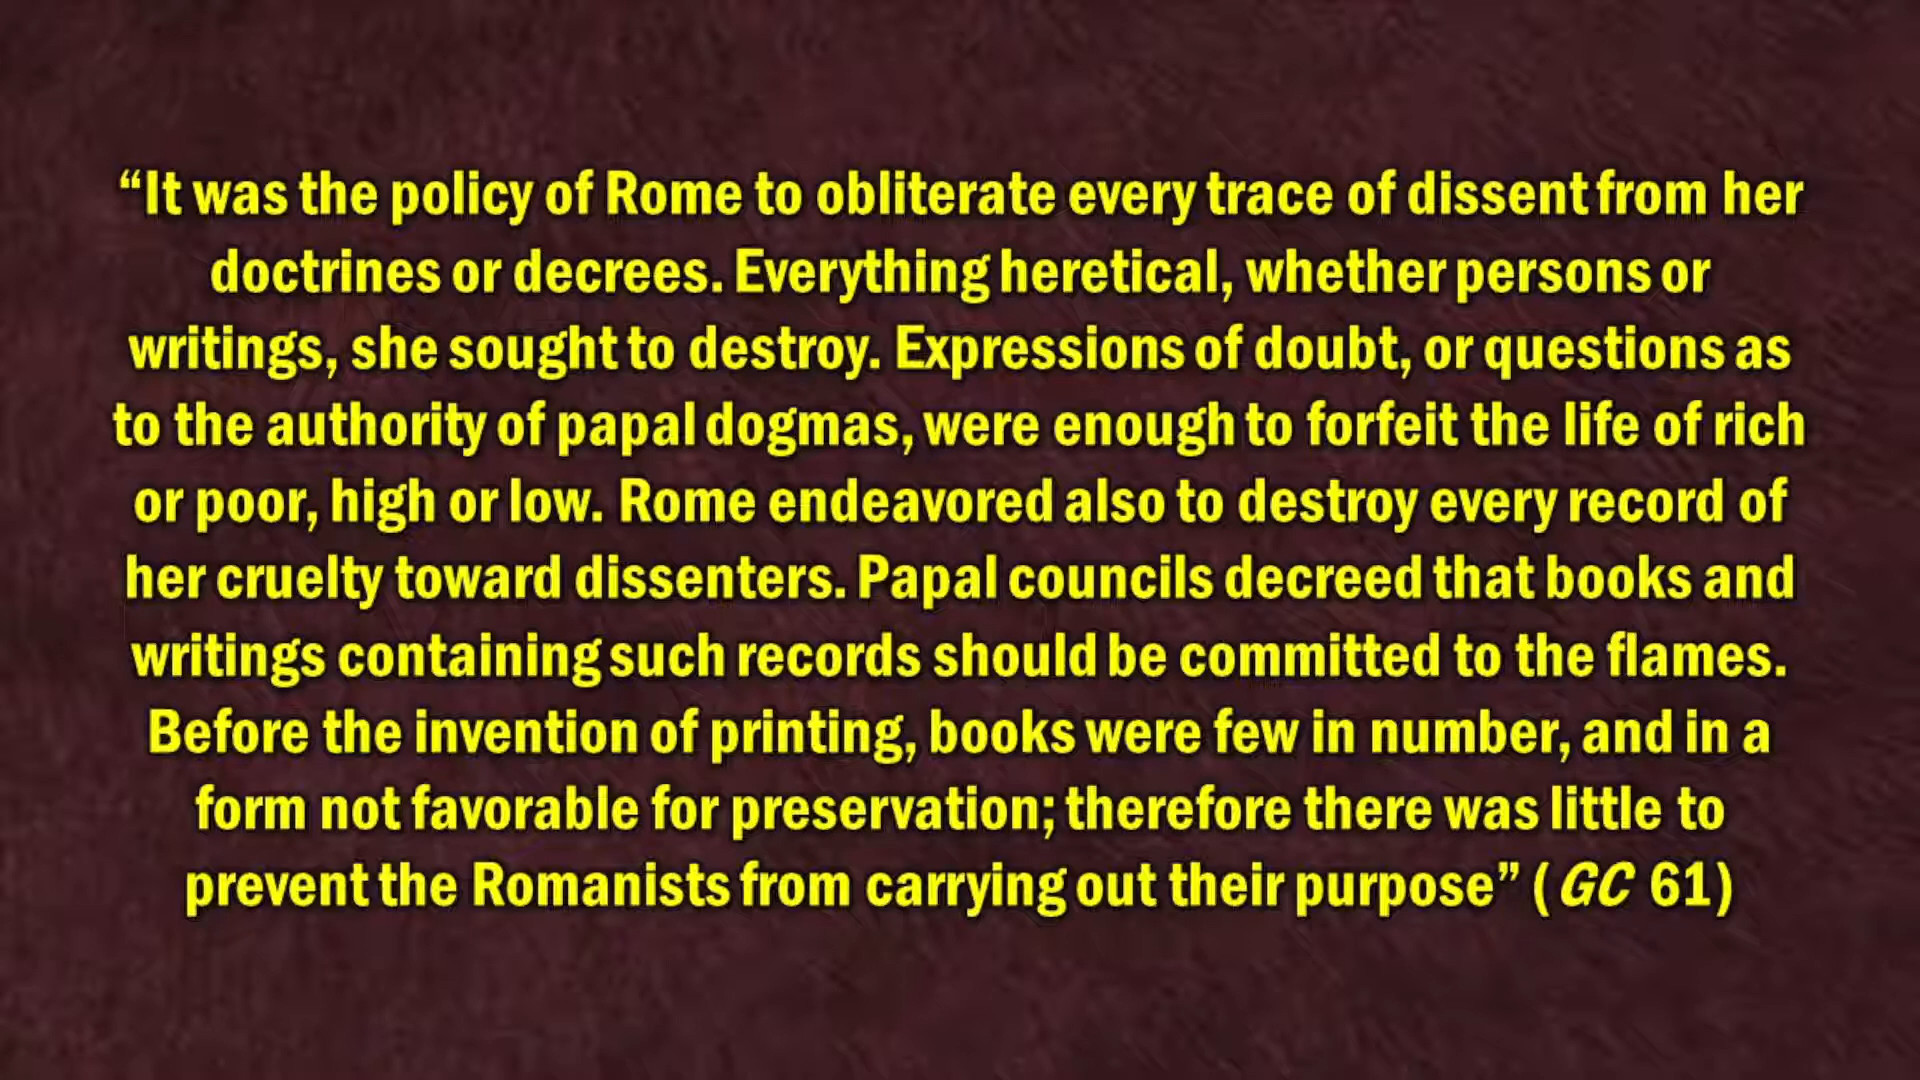 “It was the policy of Rome to obliterate every trace of dissent from her
doctrines or decrees. Everything heretical, whether persons or
writings, she sought to destroy. Expressions of doubt, or questions as
to the authority of papal dogmas, were enough to forfeit the life of rich
or poor, high or low. Rome endeavored also to destroy every record of
her cruelty toward dissenters. Papal councils decreed that books and
writings containing such records should be committed to the flames.
Before the invention of printing, books were few in number, and in a
form not favorable for preservation; therefore there was little to
prevent the Romanists from carrying out their purpose” (GC 61)